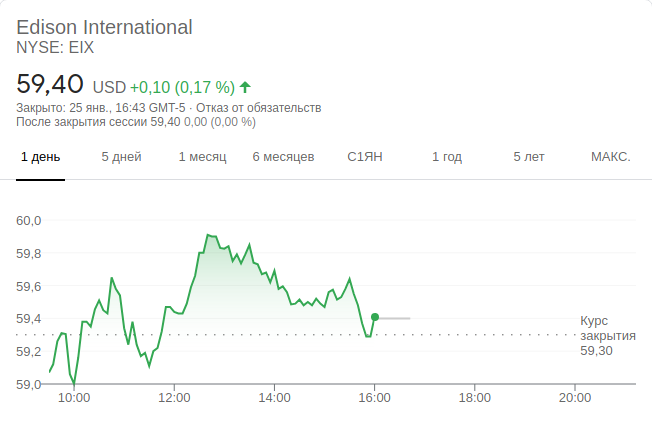 Edison International
NYSE: EIX
59,40 USD +0,10 (0,17 %)
Закрыто: 25 янв., 16:43 GMT-5 · Отказ от обязательств
После закрытия сессии 59,40 0,00 (0,00 %)
1 день 5 дней 1 месяц 6 месяцев С1ЯН 1 год 5 лет МАКС.
60,0
59,8
59,6
59,4
59,2
59,0
Курс
закрытия
59,30
10:00 12:00 14:00 16:00 18:00 20:00